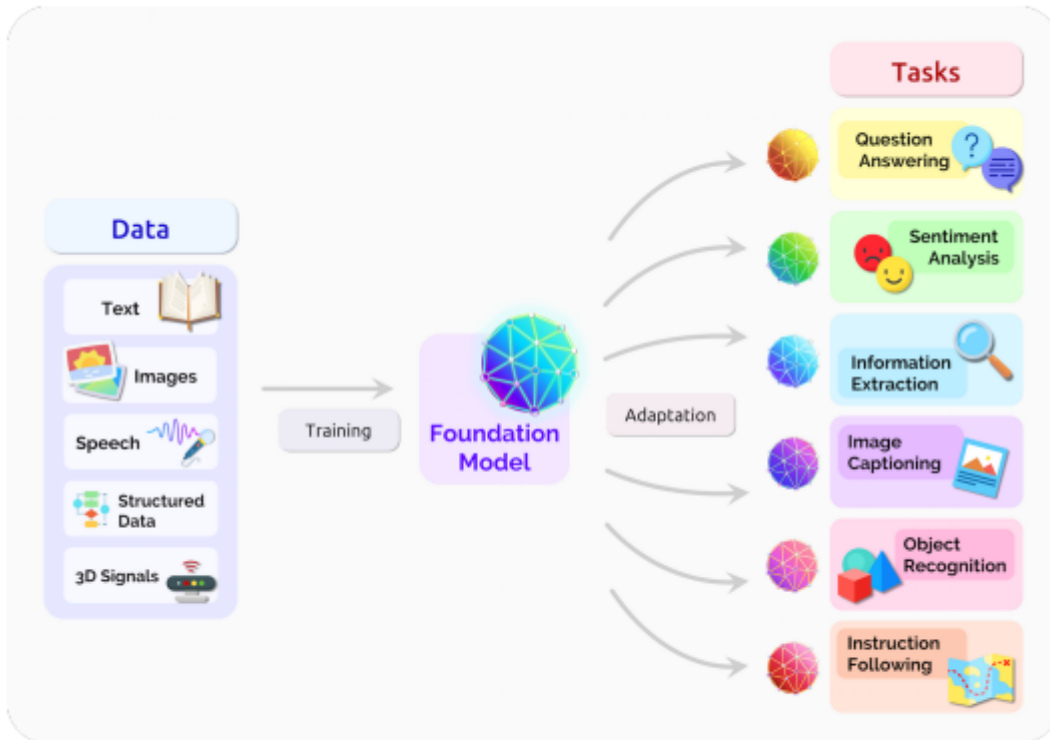 Data
Text
Images
Speech
Structured
Data
3D Signals
Training
Foundation
Model
Adaptation
Tasks
Question
Answering
?
Sentiment
Analysis
Information
Extraction
Image
Captioning
Object
Recognition
Instruction
Following